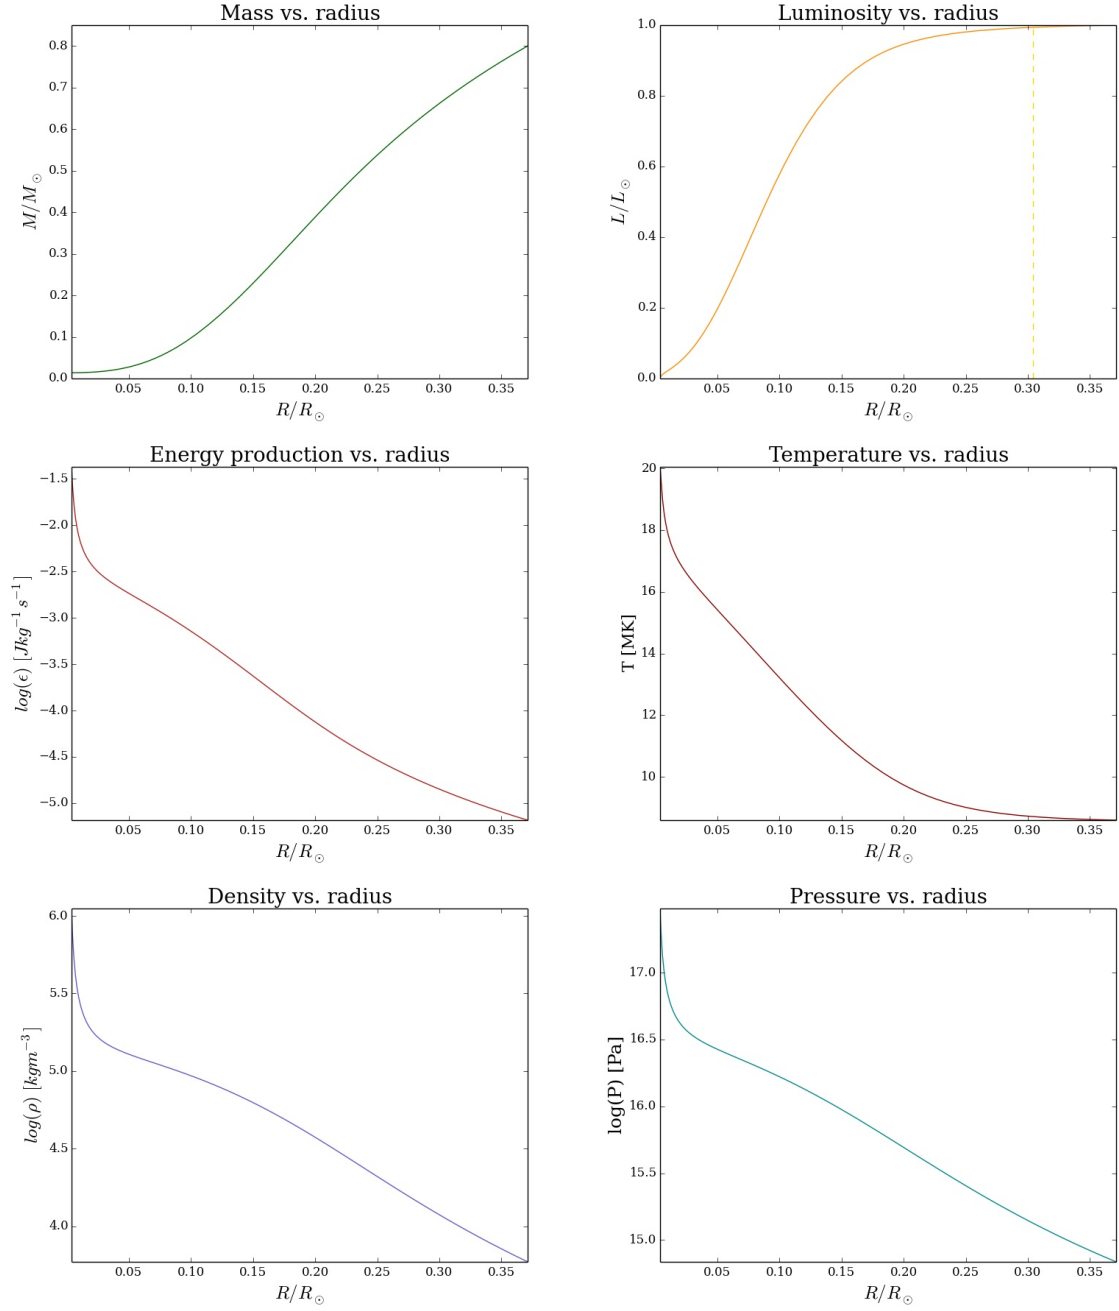 Mass vs. radius
M/M☉
0.8
0.7
0.6
0.5
0.4
0.3
0.2
0.1
0.0
0.05 0.10 0.15 0.20 0.25 0.30 0.35
R/R☉
Luminosity vs. radius
L/L☉
1.0
0.8
0.6
0.4
0.2
0.0
0.05 0.10 0.15 0.20 0.25 0.30 0.35
R/R☉
Energy production vs. radius
log(ϵ) [Jkg⁻¹s⁻¹]
−1.5
−2.0
−2.5
−3.0
−3.5
−4.0
−4.5
−5.0
0.05 0.10 0.15 0.20 0.25 0.30 0.35
R/R☉
Temperature vs. radius
T [MK]
20
18
16
14
12
10
0.05 0.10 0.15 0.20 0.25 0.30 0.35
R/R☉
Density vs. radius
log(ρ) [kgm⁻³]
6.0
5.5
5.0
4.5
4.0
0.05 0.10 0.15 0.20 0.25 0.30 0.35
R/R☉
Pressure vs. radius
log(P) [Pa]
17.0
16.5
16.0
15.5
15.0
0.05 0.10 0.15 0.20 0.25 0.30 0.35
R/R☉